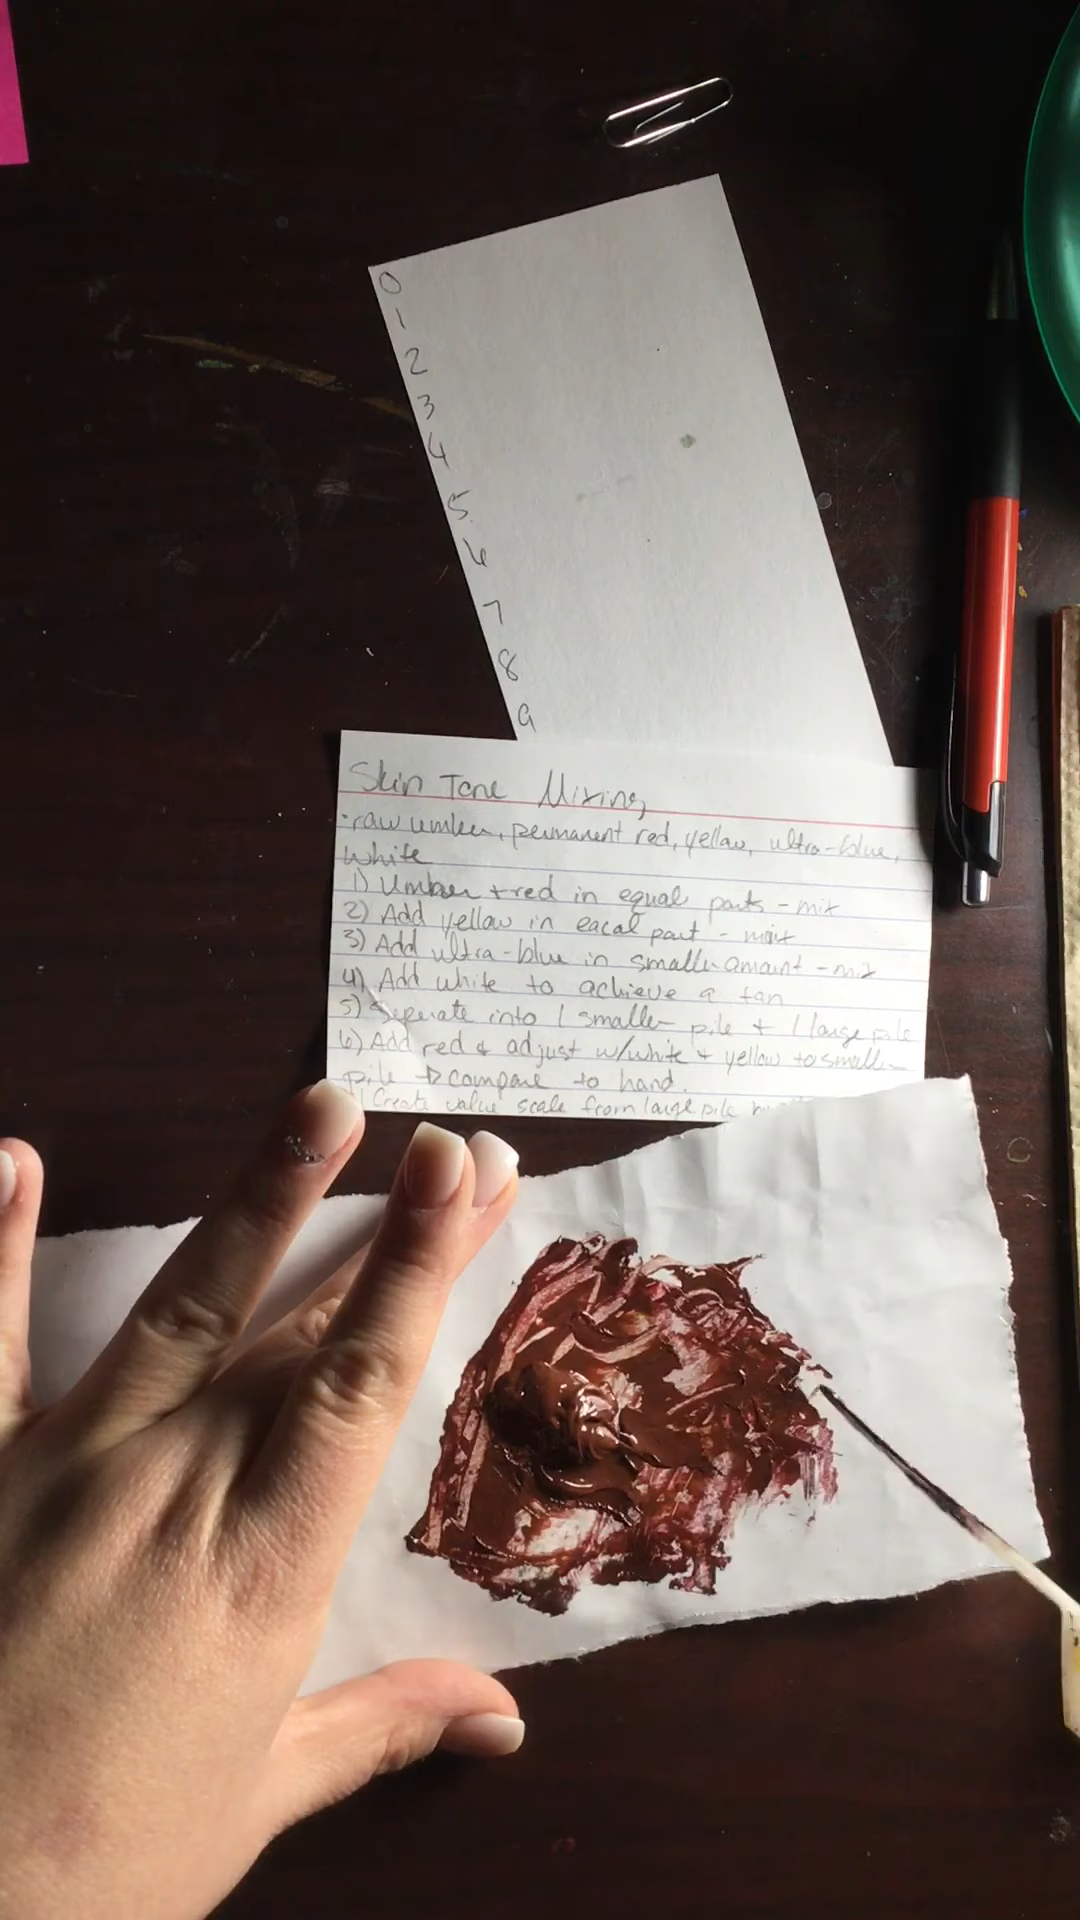 0
1
2
3
4
5
6
7
8
9
Skin Tone Mixing
·raw umber, permanent red, yellow, ultra-blue,
white
1) Umber + red in equal parts - mix
2) Add yellow in eacal part - mix
3) Add ultra-blue in smaller amount - mix
4) Add white to achieve a tan
5) Seperate into 1 smaller pile + 1 large pile
6) Add red & adjust w/white + yellow to smaller
pile → compare to hand.
Create value scale from large pile